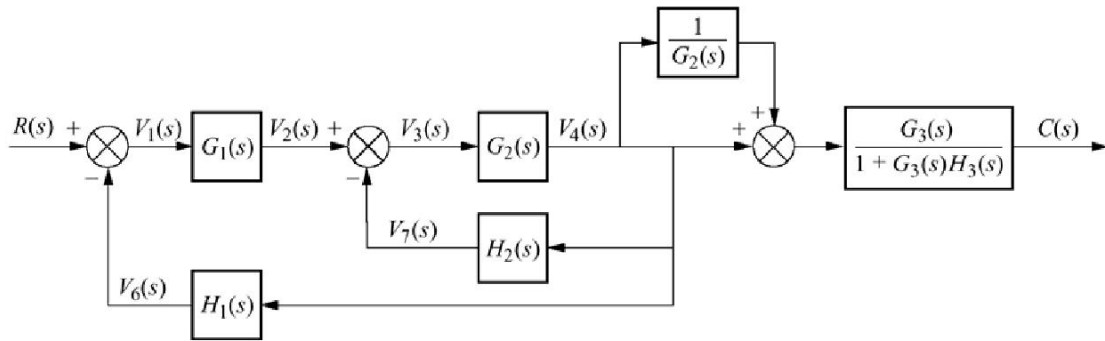 1
G2(s)
R(s) + V1(s) G1(s) V2(s) + V3(s) G2(s) V4(s) + + G3(s) C(s)
1 + G3(s)H3(s)
− −
V7(s) H2(s)
V6(s) H1(s)